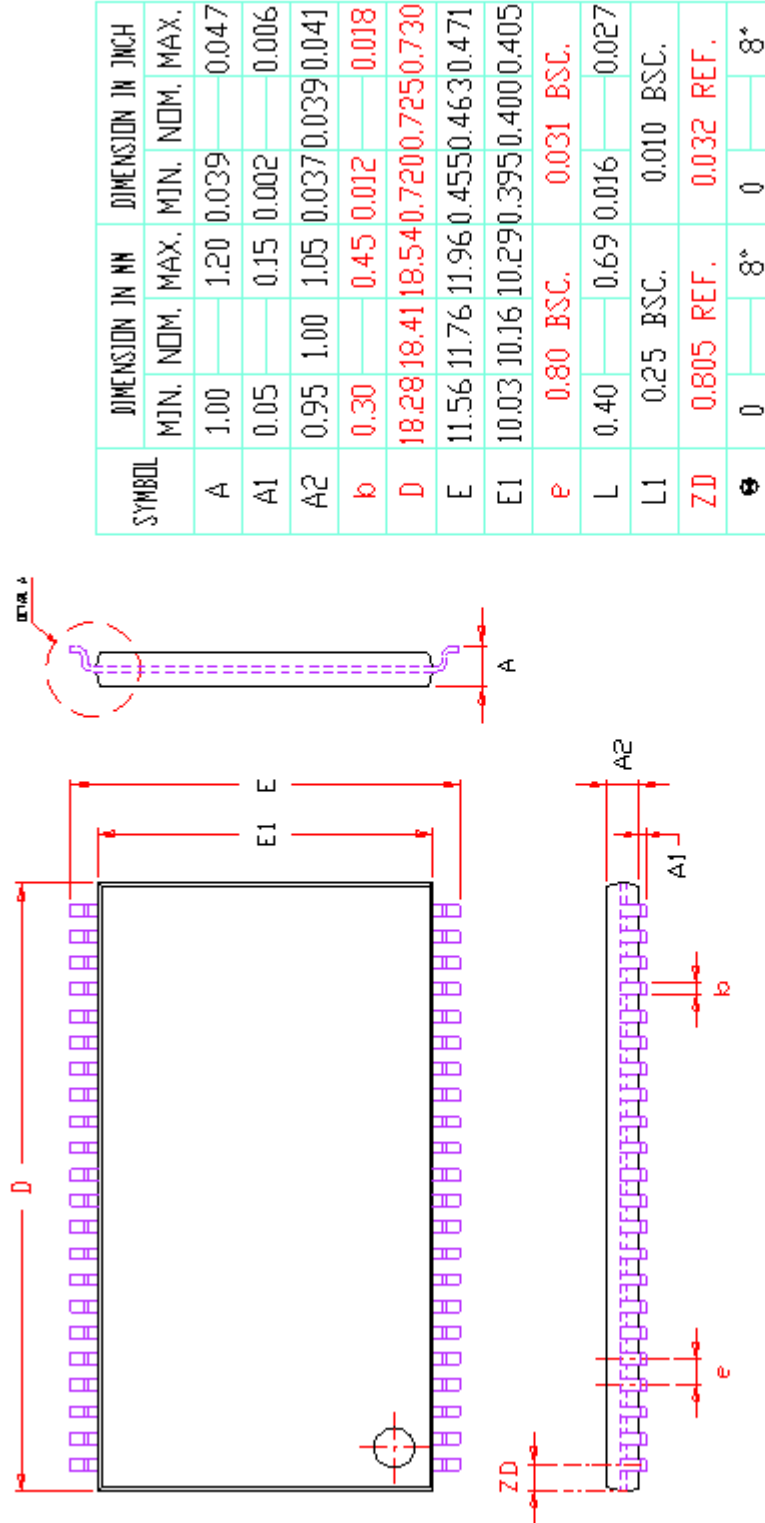 SYMBOL DIMENSION IN MM DIMENSION IN INCH
MIN. NOM. MAX. MIN. NOM. MAX.
A 1.00 1.20 0.039 0.047
A1 0.05 0.15 0.002 0.006
A2 0.95 1.00 1.05 0.037 0.039 0.041
b 0.30 0.45 0.012 0.018
D 18.28 18.41 18.54 0.720 0.725 0.730
E 11.56 11.76 11.96 0.455 0.463 0.471
E1 10.03 10.16 10.29 0.395 0.400 0.405
e 0.80 BSC. 0.031 BSC.
L 0.40 0.69 0.016 0.027
L1 0.25 BSC. 0.010 BSC.
ZD 0.805 REF. 0.032 REF.
0 8° 0 8°
DETAIL A
A
D
E1
E
ZD
e
b
A1
A2